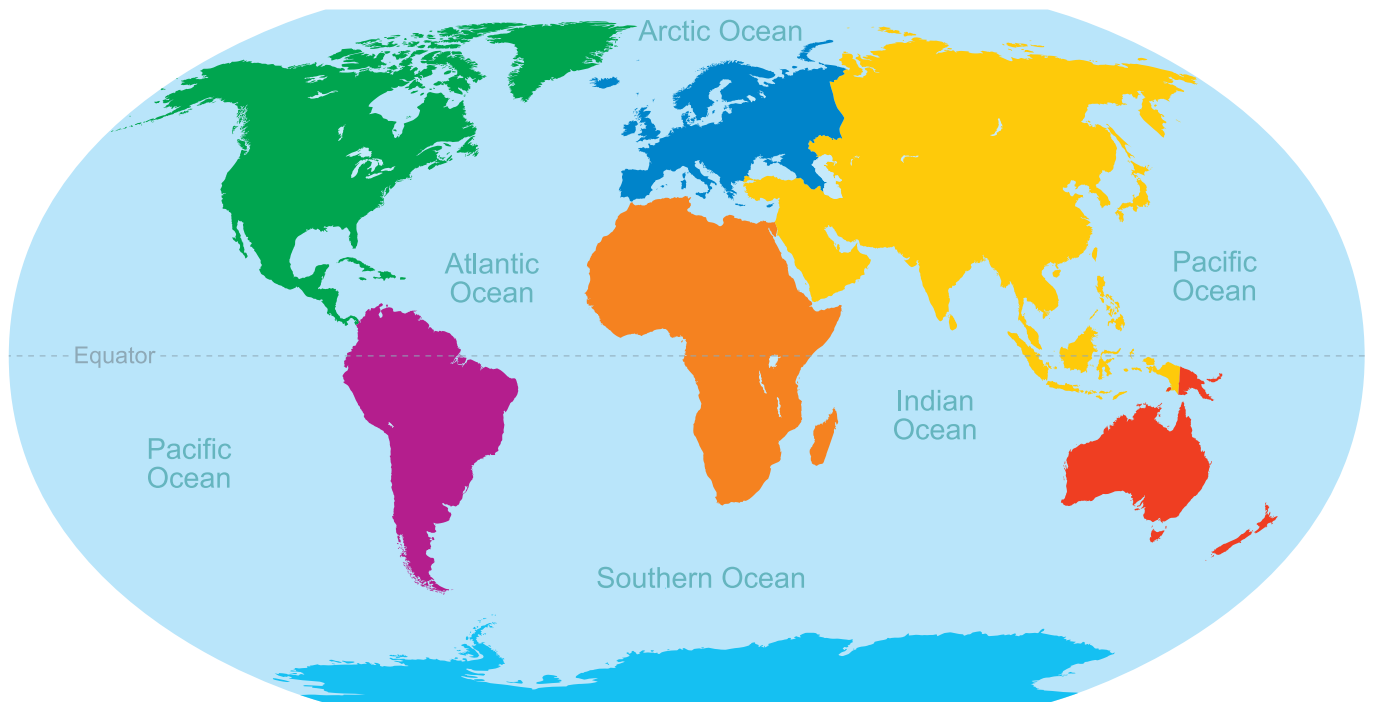 Arctic Ocean
Atlantic
Ocean
Pacific
Ocean
Equator
Indian
Ocean
Pacific
Ocean
Southern Ocean